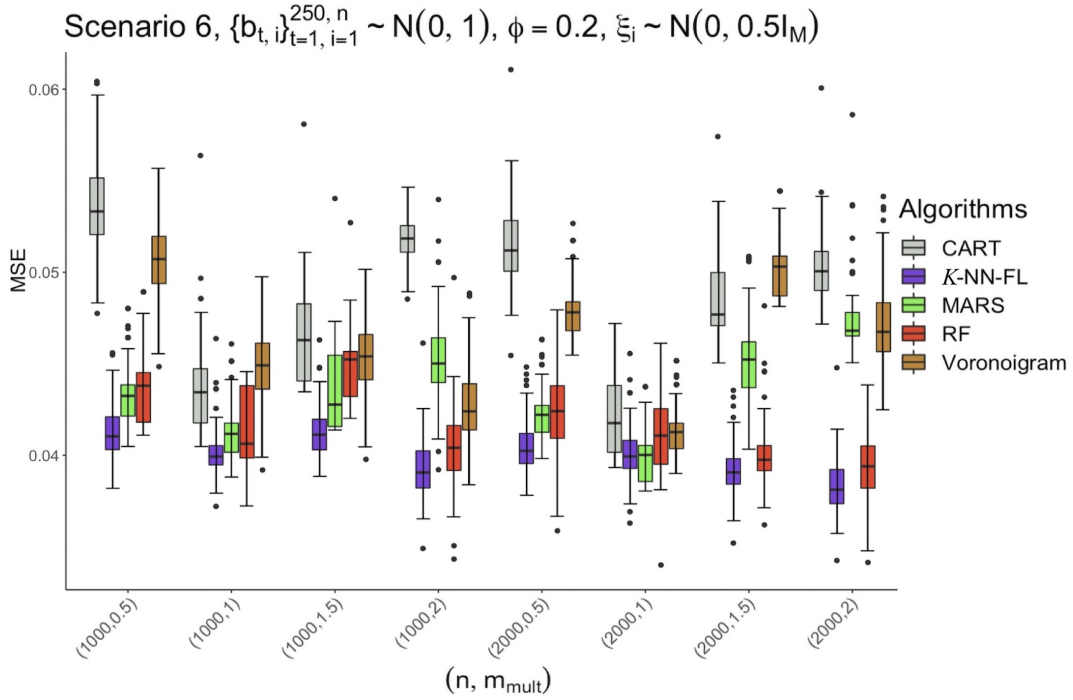 Scenario 6, {b_{t, i}}_{t=1, i=1}^{250, n} ~ N(0, 1), ϕ = 0.2, ξ_i ~ N(0, 0.5I_M)
MSE
0.06
0.05
0.04
(1000,0.5)
(1000,1)
(1000,1.5)
(1000,2)
(2000,0.5)
(2000,1)
(2000,1.5)
(2000,2)
(n, m_{mult})
Algorithms
CART
K-NN-FL
MARS
RF
Voronoigram